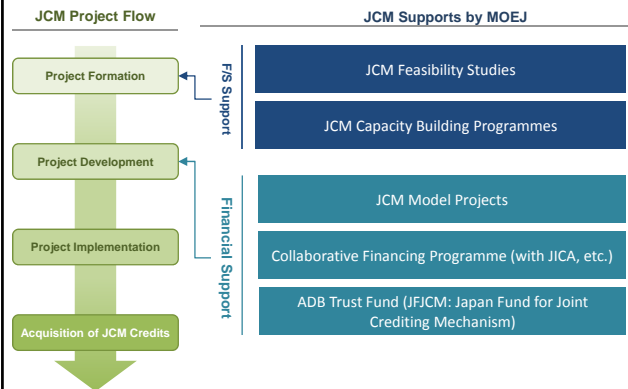 JCM Project Flow
JCM Supports by MOEJ
Project Formation
Project Development
Project Implementation
Acquisition of JCM Credits
F/S Support
JCM Feasibility Studies
JCM Capacity Building Programmes
Financial Support
JCM Model Projects
Collaborative Financing Programme (with JICA, etc.)
ADB Trust Fund (JFJCM: Japan Fund for Joint
Crediting Mechanism)